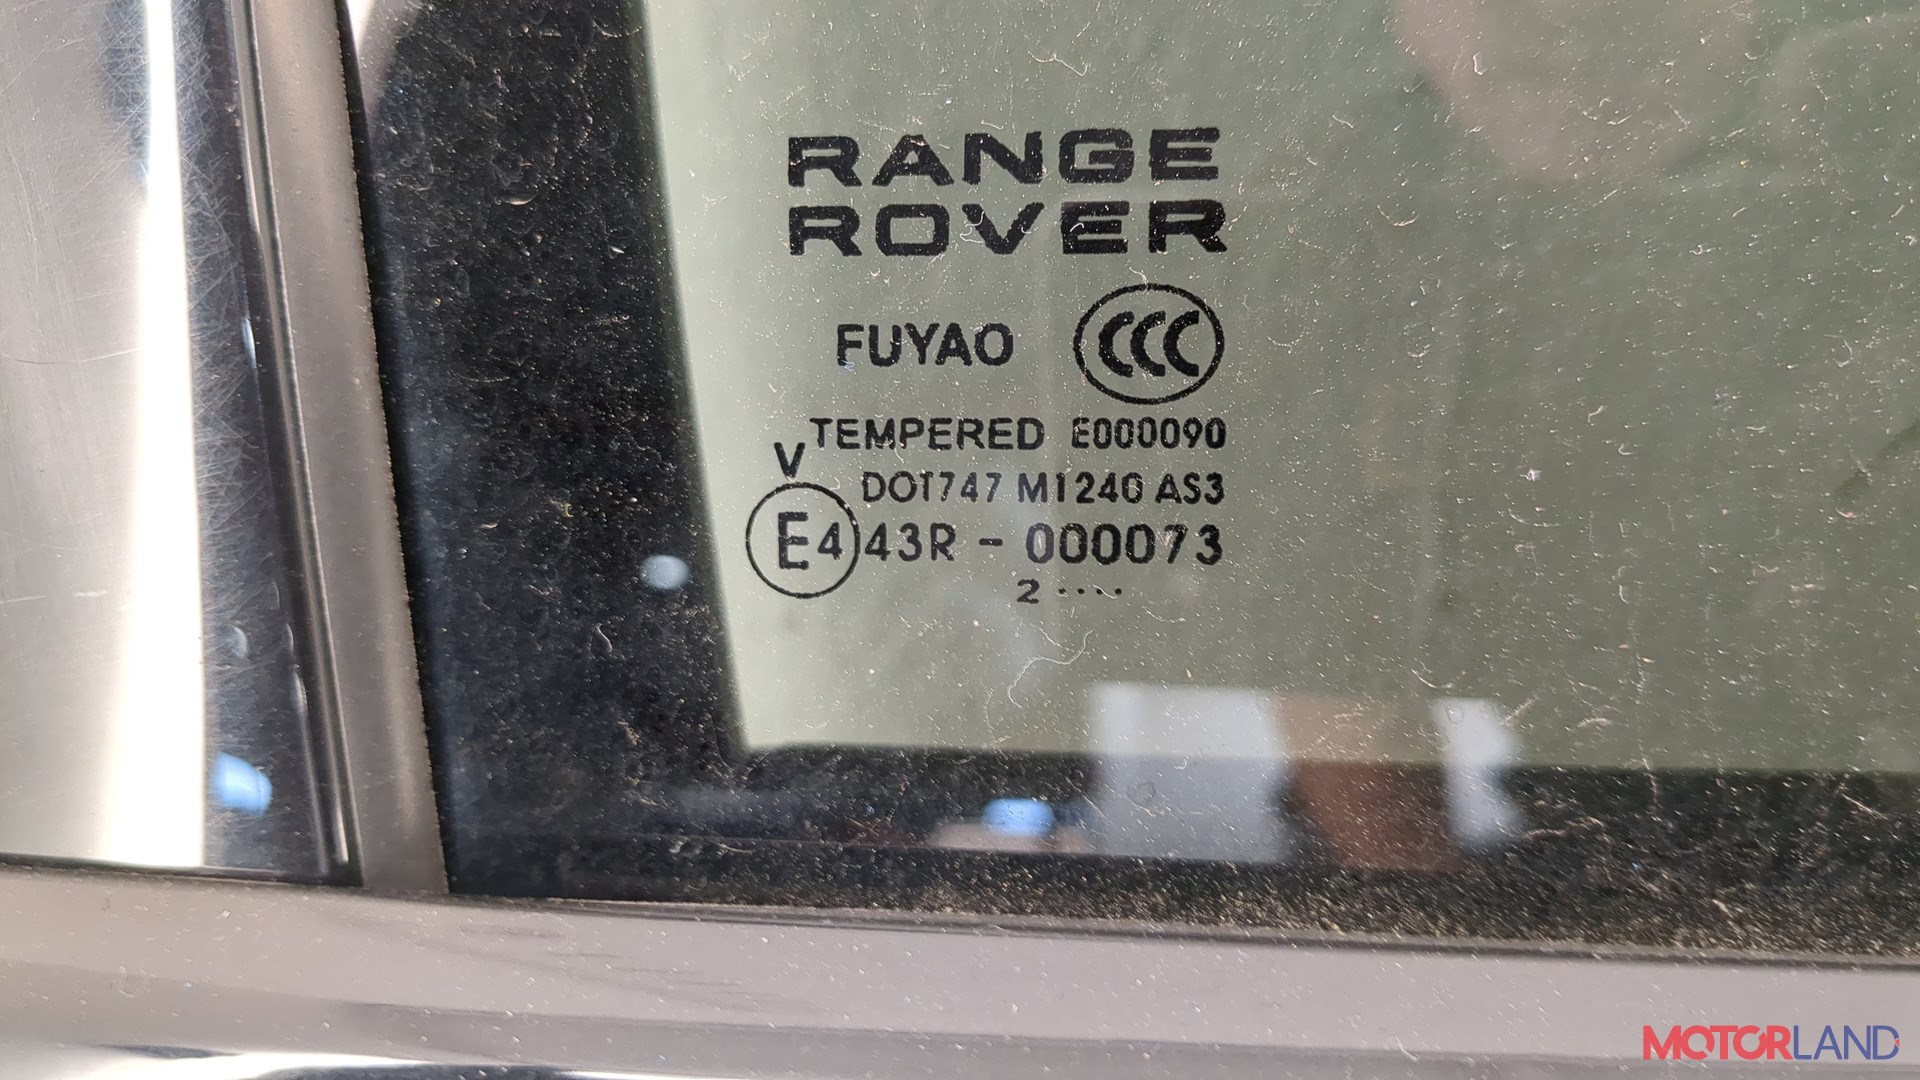 RANGE
ROVER
FUYAO CCC
TEMPERED E000090
V
DOT747 M1240 AS3
E4 43R - 000073
2 ····
MOTORLAND